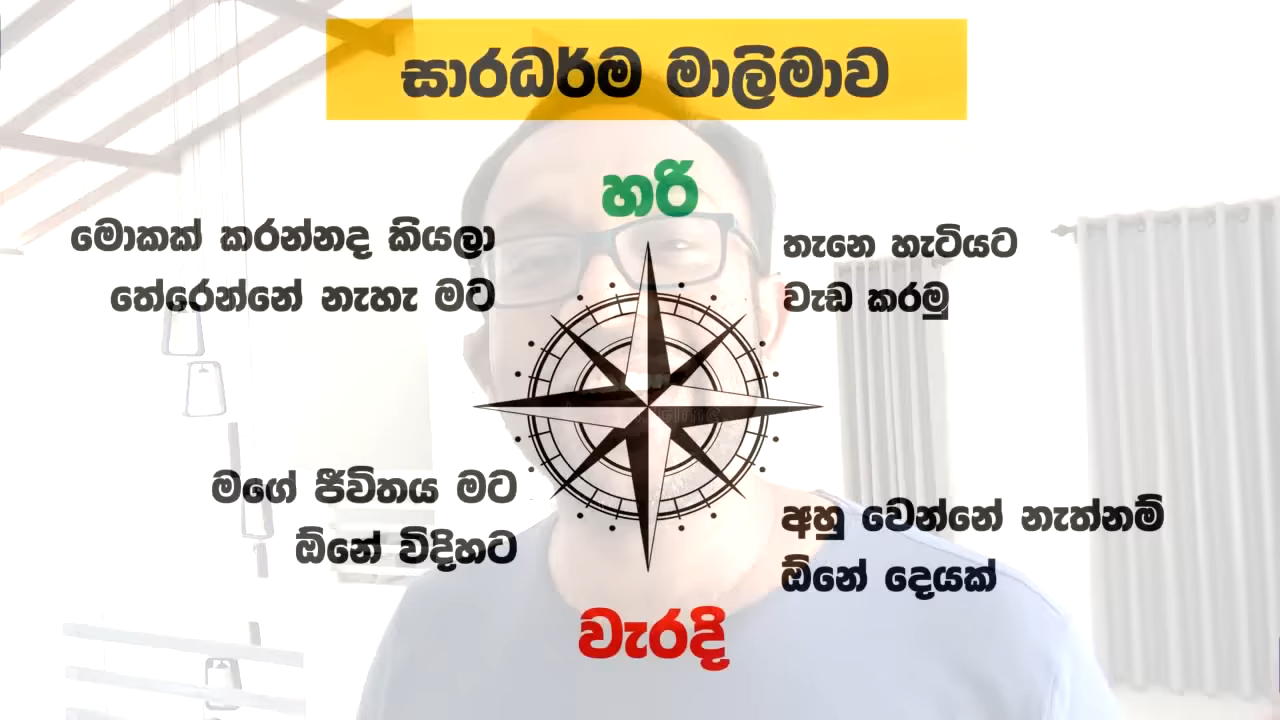 සාරධර්ම මාලිමාව
හරි
මොකක් කරන්නද කියලා
තේරෙන්නේ නැහැ මට
තැනෙ හැටියට
වැඩ කරමු
මගේ ජීවිතය මට
ඕනේ විදිහට
අහු වෙන්නේ නැත්නම්
ඕනේ දෙයක්
වැරදි